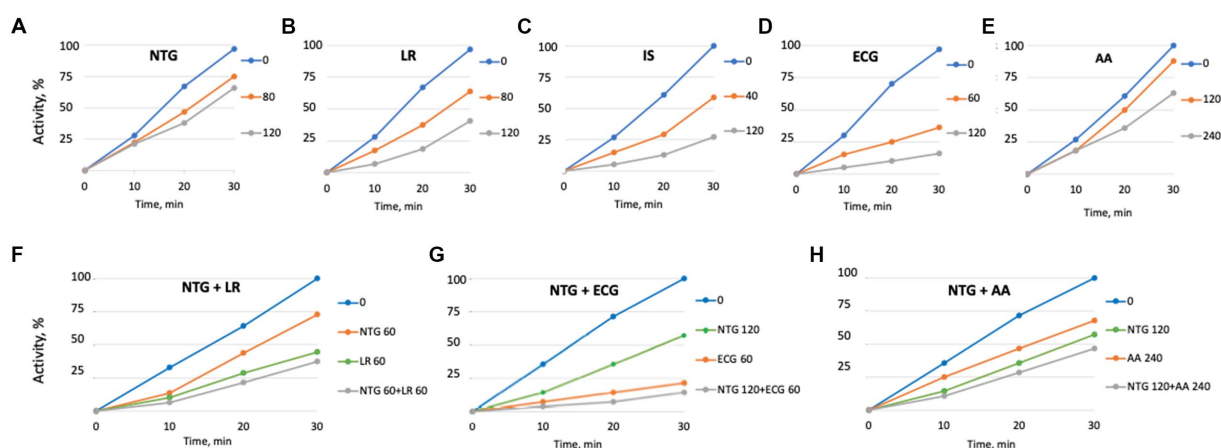 A
NTG
Activity, %
100
75
50
25
0
10
20
30
Time, min
0
80
120
B
LR
100
75
50
25
0
10
20
30
Time, min
0
80
120
C
IS
100
75
50
25
0
10
20
30
Time, min
0
40
120
D
ECG
100
75
50
25
0
10
20
30
Time, min
0
60
120
E
AA
100
75
50
25
0
10
20
30
Time, min
0
120
240
F
NTG + LR
Activity, %
100
75
50
25
0
10
20
30
Time, min
0
NTG 60
LR 60
NTG 60+LR 60
G
NTG + ECG
100
75
50
25
0
10
20
30
Time, min
0
NTG 120
ECG 60
NTG 120+ECG 60
H
NTG + AA
100
75
50
25
0
10
20
30
Time, min
0
NTG 120
AA 240
NTG 120+AA 240